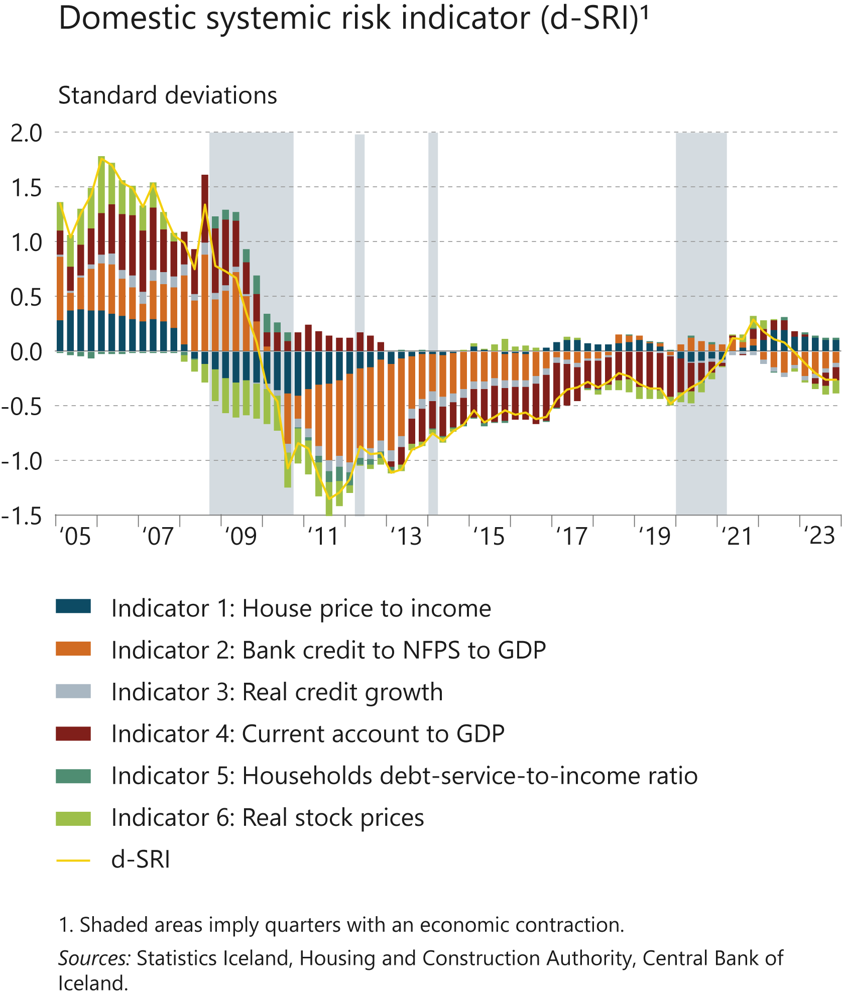 Domestic systemic risk indicator (d-SRI)¹
Standard deviations
2.0
1.5
1.0
0.5
0.0
-0.5
-1.0
-1.5
‘05 ‘07 ‘09 ‘11 ‘13 ‘15 ‘17 ‘19 ‘21 ‘23
Indicator 1: House price to income
Indicator 2: Bank credit to NFPS to GDP
Indicator 3: Real credit growth
Indicator 4: Current account to GDP
Indicator 5: Households debt-service-to-income ratio
Indicator 6: Real stock prices
d-SRI
1. Shaded areas imply quarters with an economic contraction.
Sources: Statistics Iceland, Housing and Construction Authority, Central Bank of
Iceland.